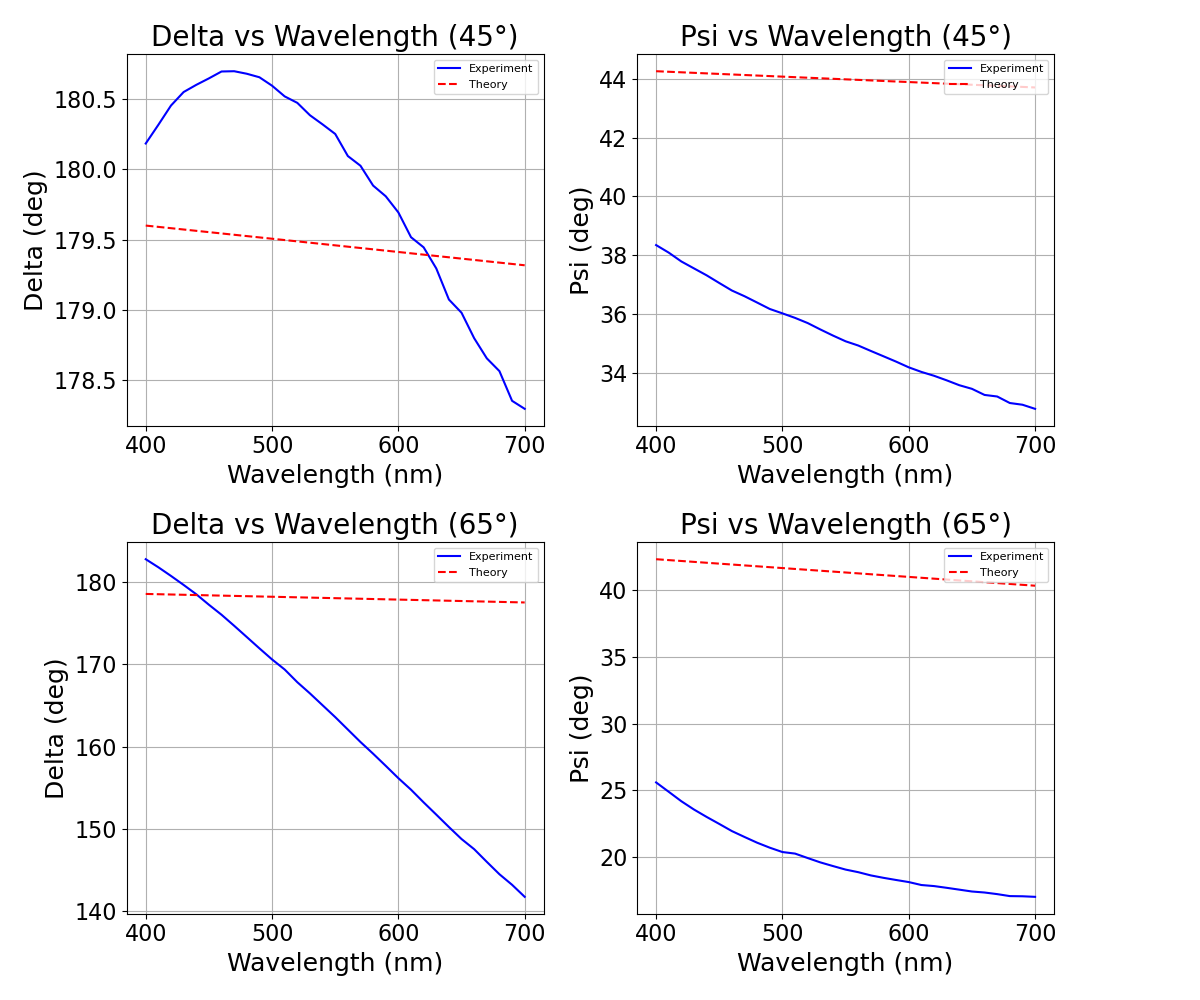 Delta vs Wavelength (45°)
Experiment
Theory
180.5
180.0
179.5
179.0
178.5
Delta (deg)
400 500 600 700
Wavelength (nm)
Psi vs Wavelength (45°)
Experiment
Theory
44
42
40
38
36
34
Psi (deg)
400 500 600 700
Wavelength (nm)
Delta vs Wavelength (65°)
Experiment
Theory
180
170
160
150
140
Delta (deg)
400 500 600 700
Wavelength (nm)
Psi vs Wavelength (65°)
Experiment
Theory
40
35
30
25
20
Psi (deg)
400 500 600 700
Wavelength (nm)